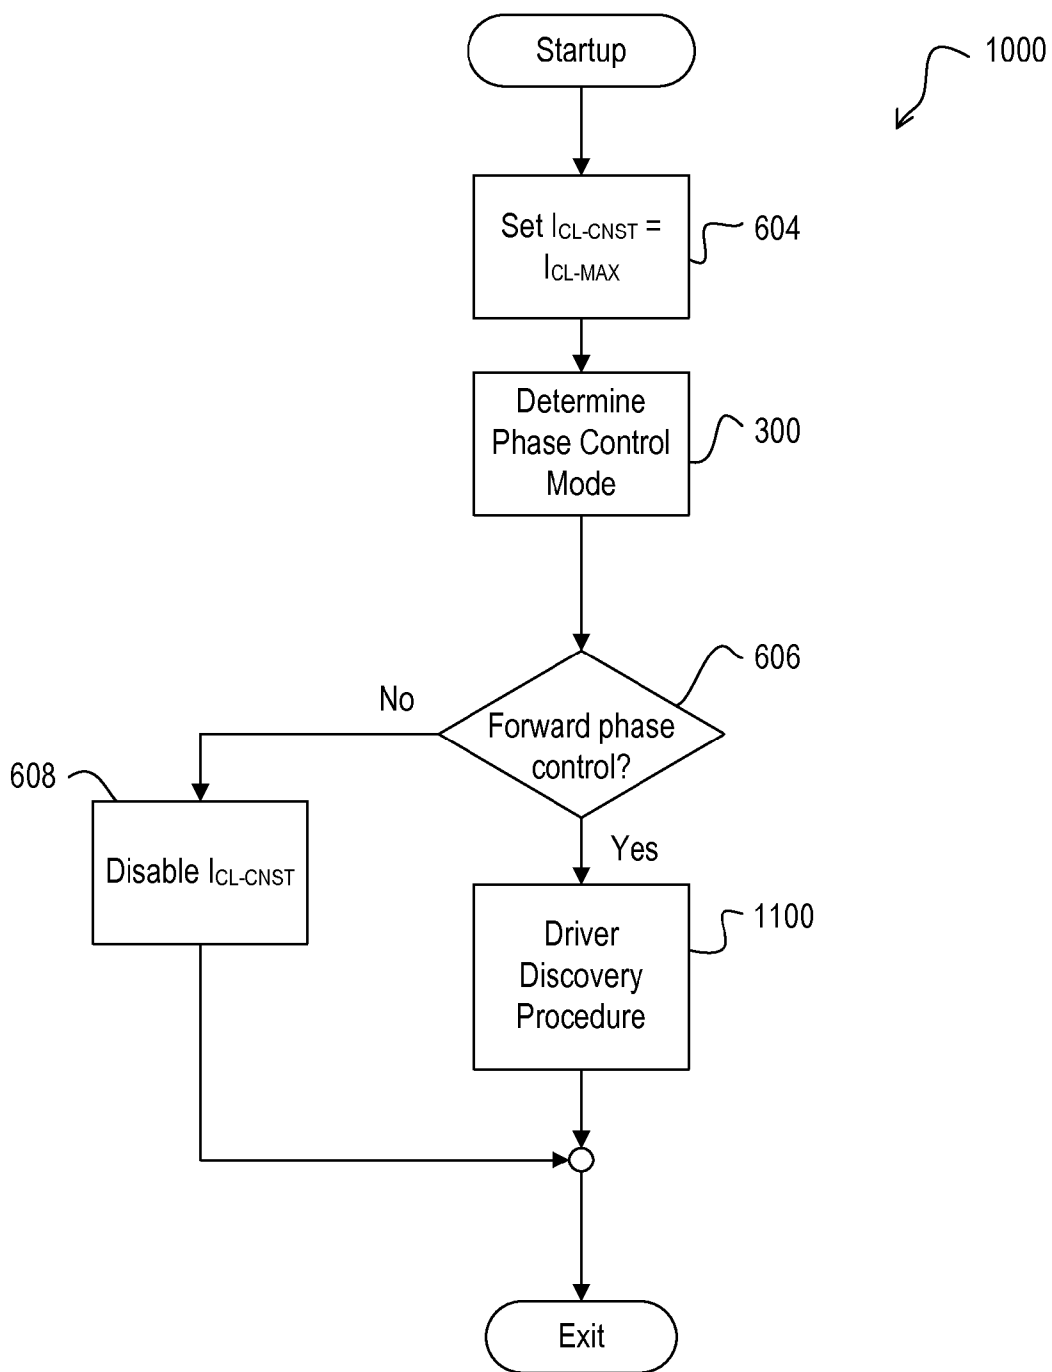 Startup
1000
Set ICL-CNST =
ICL-MAX
604
Determine
Phase Control
Mode
300
606
No
Forward phase
control?
608
Disable ICL-CNST
Yes
1100
Driver
Discovery
Procedure
Exit